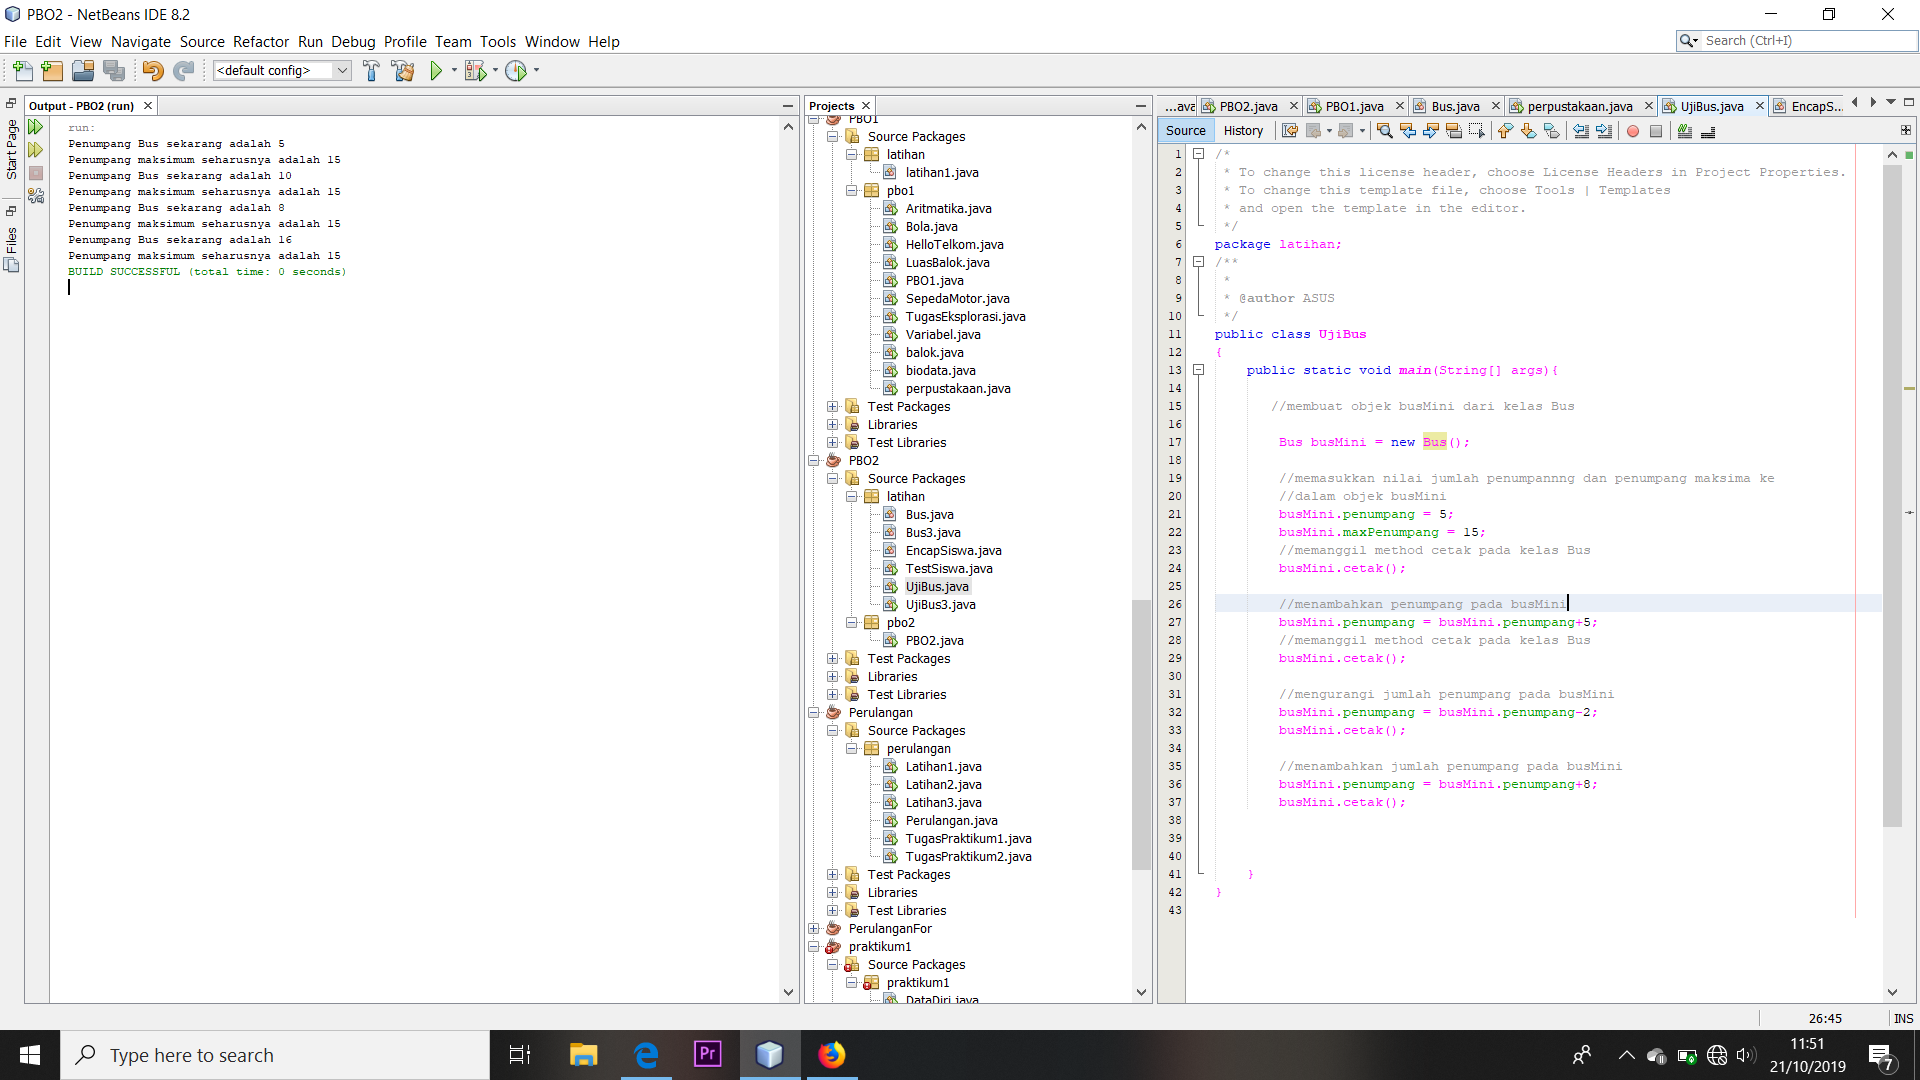 PBO2 - NetBeans IDE 8.2
File Edit View Navigate Source Refactor Run Debug Profile Team Tools Window Help
Search (Ctrl+I)
<default config>
Start Page
Files
Output - PBO2 (run)
run:
Penumpang Bus sekarang adalah 5
Penumpang maksimum seharusnya adalah 15
Penumpang Bus sekarang adalah 10
Penumpang maksimum seharusnya adalah 15
Penumpang Bus sekarang adalah 8
Penumpang maksimum seharusnya adalah 15
Penumpang Bus sekarang adalah 16
Penumpang maksimum seharusnya adalah 15
BUILD SUCCESSFUL (total time: 0 seconds)
Projects
PBO1
Source Packages
latihan
latihan1.java
pbo1
Aritmatika.java
Bola.java
HelloTelkom.java
LuasBalok.java
PBO1.java
SepedaMotor.java
TugasEksplorasi.java
Variabel.java
balok.java
biodata.java
perpustakaan.java
Test Packages
Libraries
Test Libraries
PBO2
Source Packages
latihan
Bus.java
Bus3.java
EncapSiswa.java
TestSiswa.java
UjiBus.java
UjiBus3.java
pbo2
PBO2.java
Test Packages
Libraries
Test Libraries
Perulangan
Source Packages
perulangan
Latihan1.java
Latihan2.java
Latihan3.java
Perulangan.java
TugasPraktikum1.java
TugasPraktikum2.java
Test Packages
Libraries
Test Libraries
PerulanganFor
praktikum1
Source Packages
praktikum1
DataDiri.java
...ava PBO2.java PBO1.java Bus.java perpustakaan.java UjiBus.java EncapS...
Source History
1 /*
2 * To change this license header, choose License Headers in Project Properties.
3 * To change this template file, choose Tools | Templates
4 * and open the template in the editor.
5 */
6 package latihan;
7 /**
8 *
9 * @author ASUS
10 */
11 public class UjiBus
12 {
13 public static void main(String[] args){
14
15 //membuat objek busMini dari kelas Bus
16
17 Bus busMini = new Bus();
18
19 //memasukkan nilai jumlah penumpannng dan penumpang maksima ke
20 //dalam objek busMini
21 busMini.penumpang = 5;
22 busMini.maxPenumpang = 15;
23 //memanggil method cetak pada kelas Bus
24 busMini.cetak();
25
26 //menambahkan penumpang pada busMini
27 busMini.penumpang = busMini.penumpang+5;
28 //memanggil method cetak pada kelas Bus
29 busMini.cetak();
30
31 //mengurangi jumlah penumpang pada busMini
32 busMini.penumpang = busMini.penumpang-2;
33 busMini.cetak();
34
35 //menambahkan jumlah penumpang pada busMini
36 busMini.penumpang = busMini.penumpang+8;
37 busMini.cetak();
38
39
40
41 }
42 }
43
26:45 INS
Type here to search
Pr
11:51
21/10/2019
7